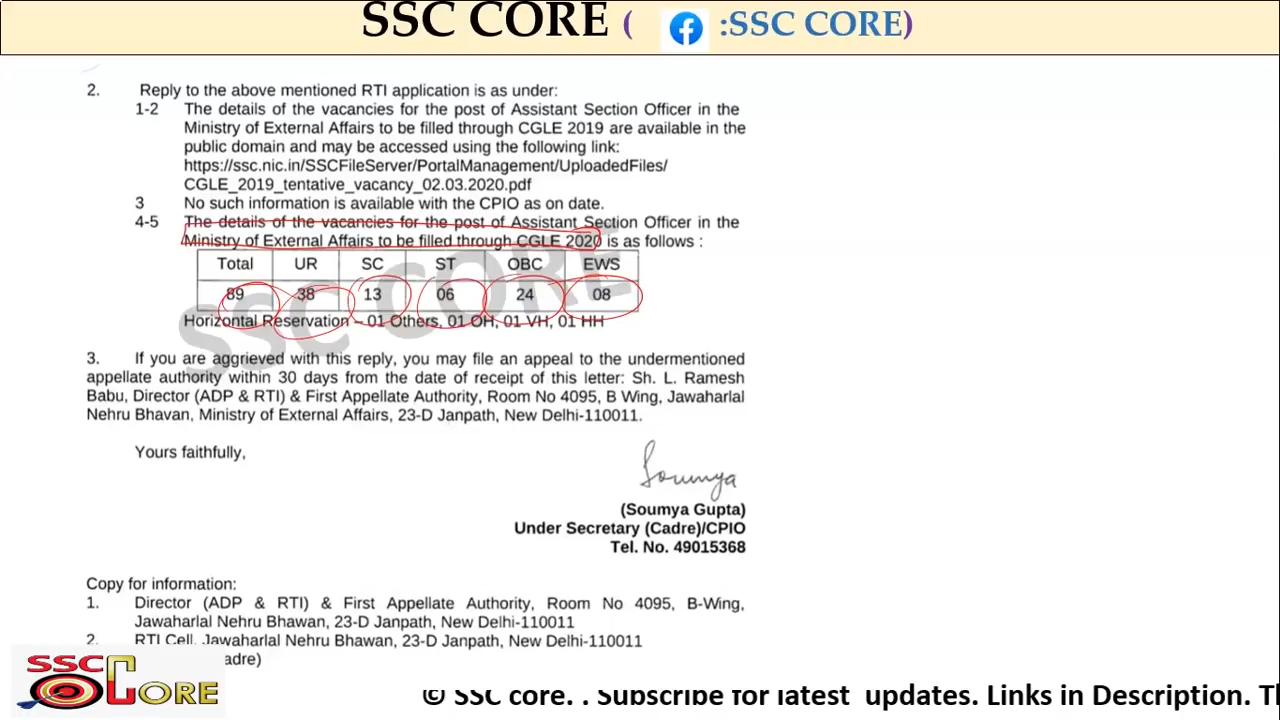 SSC CORE ( :SSC CORE)
2. Reply to the above mentioned RTI application is as under:
1-2 The details of the vacancies for the post of Assistant Section Officer in the
Ministry of External Affairs to be filled through CGLE 2019 are available in the
public domain and may be accessed using the following link:
https://ssc.nic.in/SSCFileServer/PortalManagement/UploadedFiles/
CGLE_2019_tentative_vacancy_02.03.2020.pdf
3 No such information is available with the CPIO as on date.
4-5 The details of the vacancies for the post of Assistant Section Officer in the
Ministry of External Affairs to be filled through CGLE 2020 is as follows :
Total UR SC ST OBC EWS
89 38 13 06 24 08
Horizontal Reservation – 01 Others, 01 OH, 01 VH, 01 HH
SSC CORE
3. If you are aggrieved with this reply, you may file an appeal to the undermentioned
appellate authority within 30 days from the date of receipt of this letter: Sh. L. Ramesh
Babu, Director (ADP & RTI) & First Appellate Authority, Room No 4095, B Wing, Jawaharlal
Nehru Bhavan, Ministry of External Affairs, 23-D Janpath, New Delhi-110011.
Yours faithfully,
Soumya
(Soumya Gupta)
Under Secretary (Cadre)/CPIO
Tel. No. 49015368
Copy for information:
1. Director (ADP & RTI) & First Appellate Authority, Room No 4095, B-Wing,
Jawaharlal Nehru Bhawan, 23-D Janpath, New Delhi-110011
2. RTI Cell, Jawaharlal Nehru Bhawan, 23-D Janpath, New Delhi-110011
adre)
SSC CORE
© SSC core. . Subscribe for latest updates. Links in Description. Th